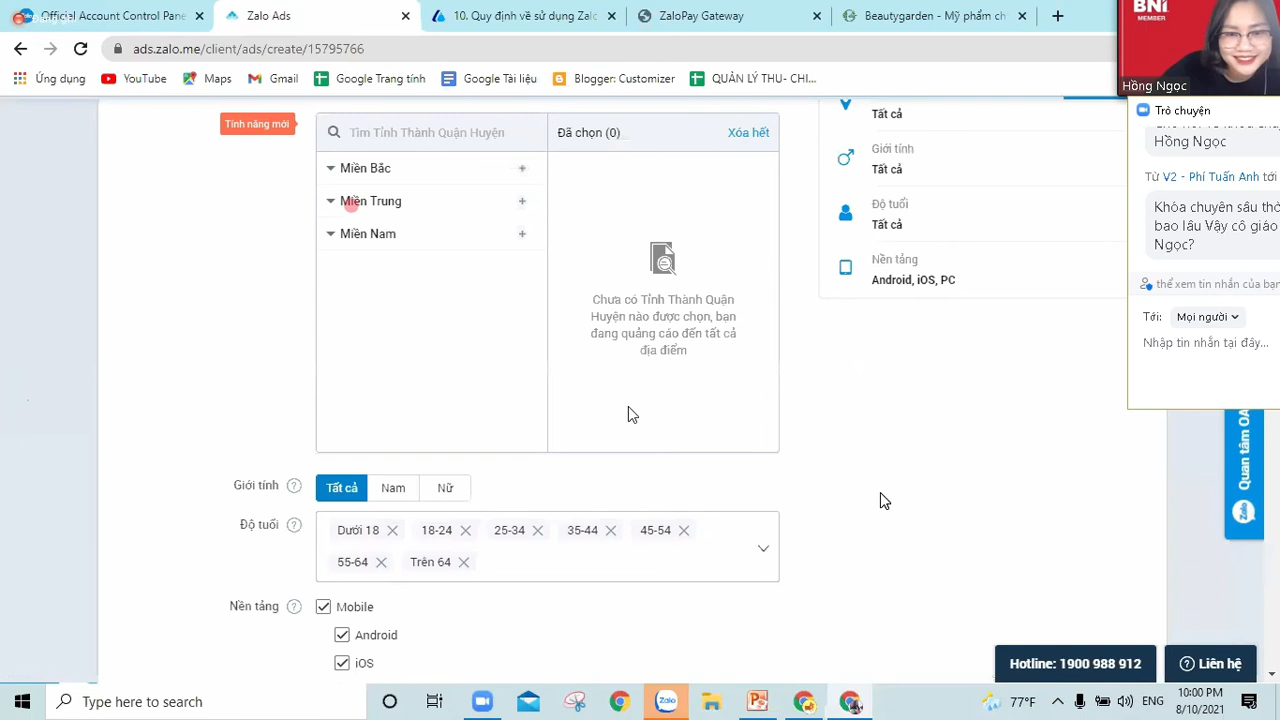 Official Account Control Pane
Zalo Ads
Quy định về sử dụng Zalo
ZaloPay Gateway
Beautygarden - Mỹ phẩm ch
ads.zalo.me/client/ads/create/15795766
Ứng dụng
YouTube
Maps
Gmail
Google Trang tính
Google Tài liệu
Blogger: Customizer
QUẢN LÝ THU- CHI...
BNI
MEMBER
Hồng Ngọc
Trò chuyện
Hồng Ngọc
Từ V2 - Phí Tuấn Anh tới
Khóa chuyên sâu thờ
bao lâu Vậy cô giáo
Ngọc?
thể xem tin nhắn của bạn
Tới: Mọi người
Nhập tin nhắn tại đây...
Tính năng mới
Tìm Tỉnh Thành Quận Huyện
Đã chọn (0)
Xóa hết
Miền Bắc
Miền Trung
Miền Nam
Chưa có Tỉnh Thành Quận
Huyện nào được chọn, bạn
đang quảng cáo đến tất cả
địa điểm
Tất cả
Giới tính
Tất cả
Độ tuổi
Tất cả
Nền tảng
Android, iOS, PC
Giới tính ?
Tất cả Nam Nữ
Độ tuổi ?
Dưới 18 18-24 25-34 35-44 45-54
55-64 Trên 64
Nền tảng ? Mobile
Android
iOS
Quan tâm OA
Zalo
Hotline: 1900 988 912
? Liên hệ
Type here to search
Zalo
77°F
ENG
10:00 PM
8/10/2021